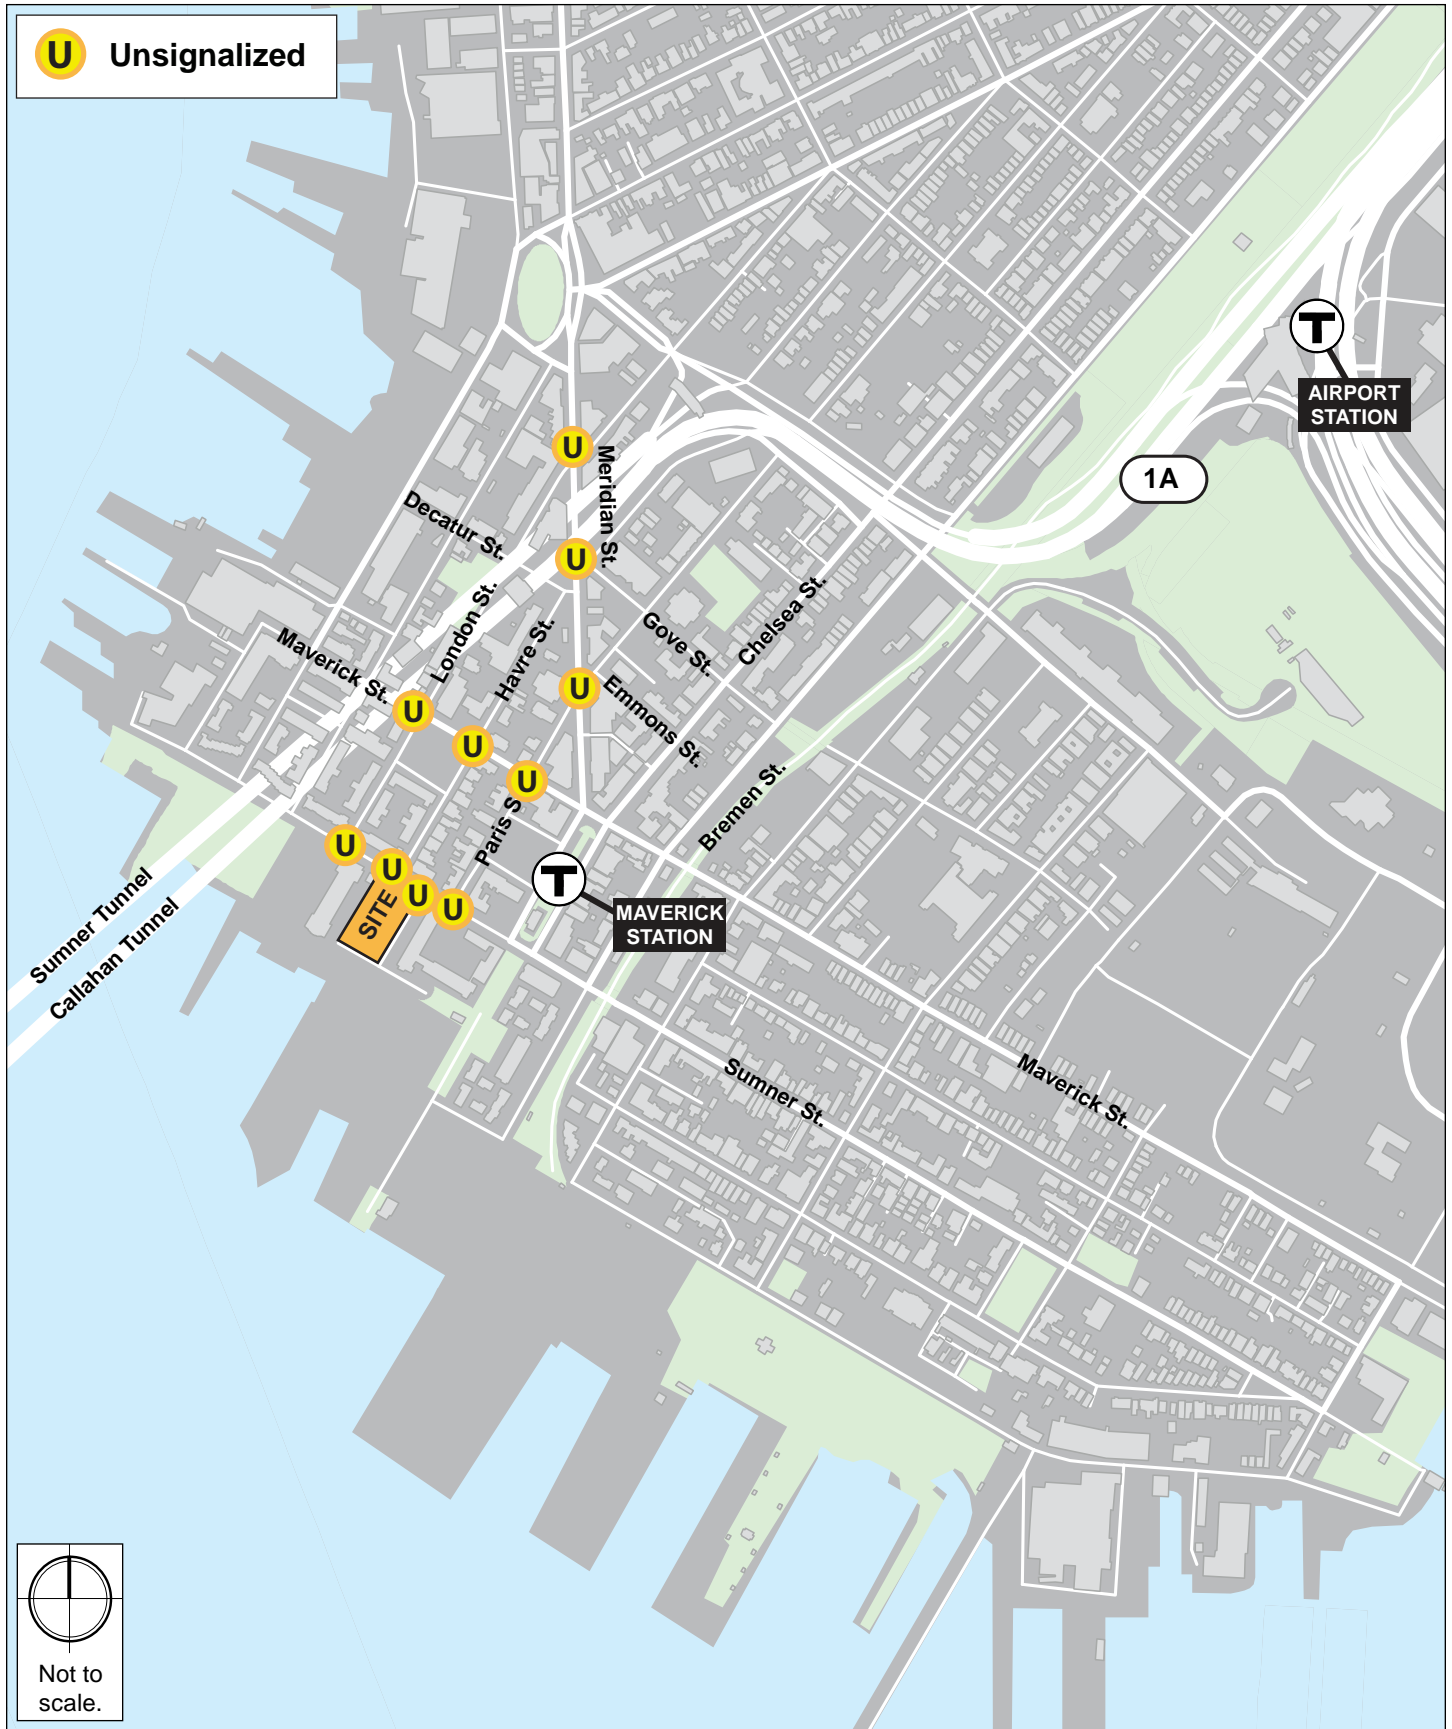 U Unsignalized
T
AIRPORT
STATION
U
Meridian St.
1A
Decatur St.
U
London St.
Havre St.
Gove St.
Chelsea St.
Maverick St.
U
Emmons St.
U
U
U
Paris S
Bremen St.
U
U
U
U
SITE
T
MAVERICK
STATION
Sumner Tunnel
Callahan Tunnel
Sumner St.
Maverick St.
Not to
scale.